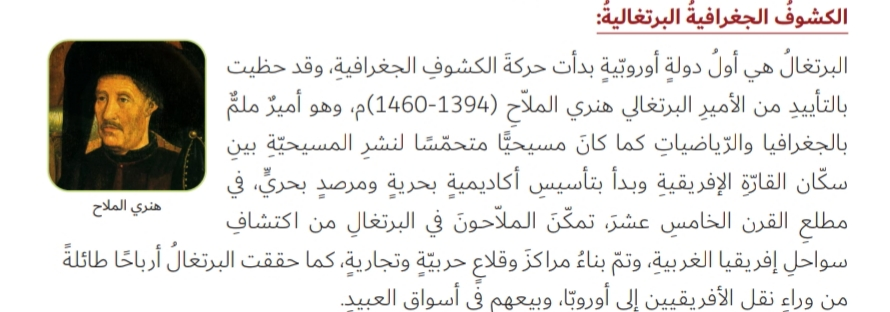 الكشوفُ الجغرافيةُ البرتغاليةُ:
البرتغالُ هي أولُ دولةٍ أوروبّيةٍ بدأت حركةَ الكشوفِ الجغرافيةِ، وقد حظيت
بالتأييدِ من الأميرِ البرتغالي هنري الملاّحِ (1394-1460)م، وهو أميرٌ ملمٌّ
بالجغرافيا والرّياضياتِ كما كانَ مسيحيًّا متحمّسًا لنشرِ المسيحيّةِ بينِ
سكّان القارّةِ الإفريقيةِ وبدأ بتأسيسِ أكاديميةٍ بحريةٍ ومرصدٍ بحريٍّ، في
مطلعِ القرن الخامسِ عشرَ، تمكّنَ الملاّحونَ في البرتغالِ من اكتشافِ
سواحلِ إفريقيا الغربيةِ، وتمّ بناءُ مراكزَ وقلاعٍ حربيّةٍ وتجاريةٍ، كما حققت البرتغالُ أرباحًا طائلةً
من وراءِ نقل الأفريقيين إلى أوروبّا، وبيعهم في أسواقِ العبيدِ.
هنري الملاح